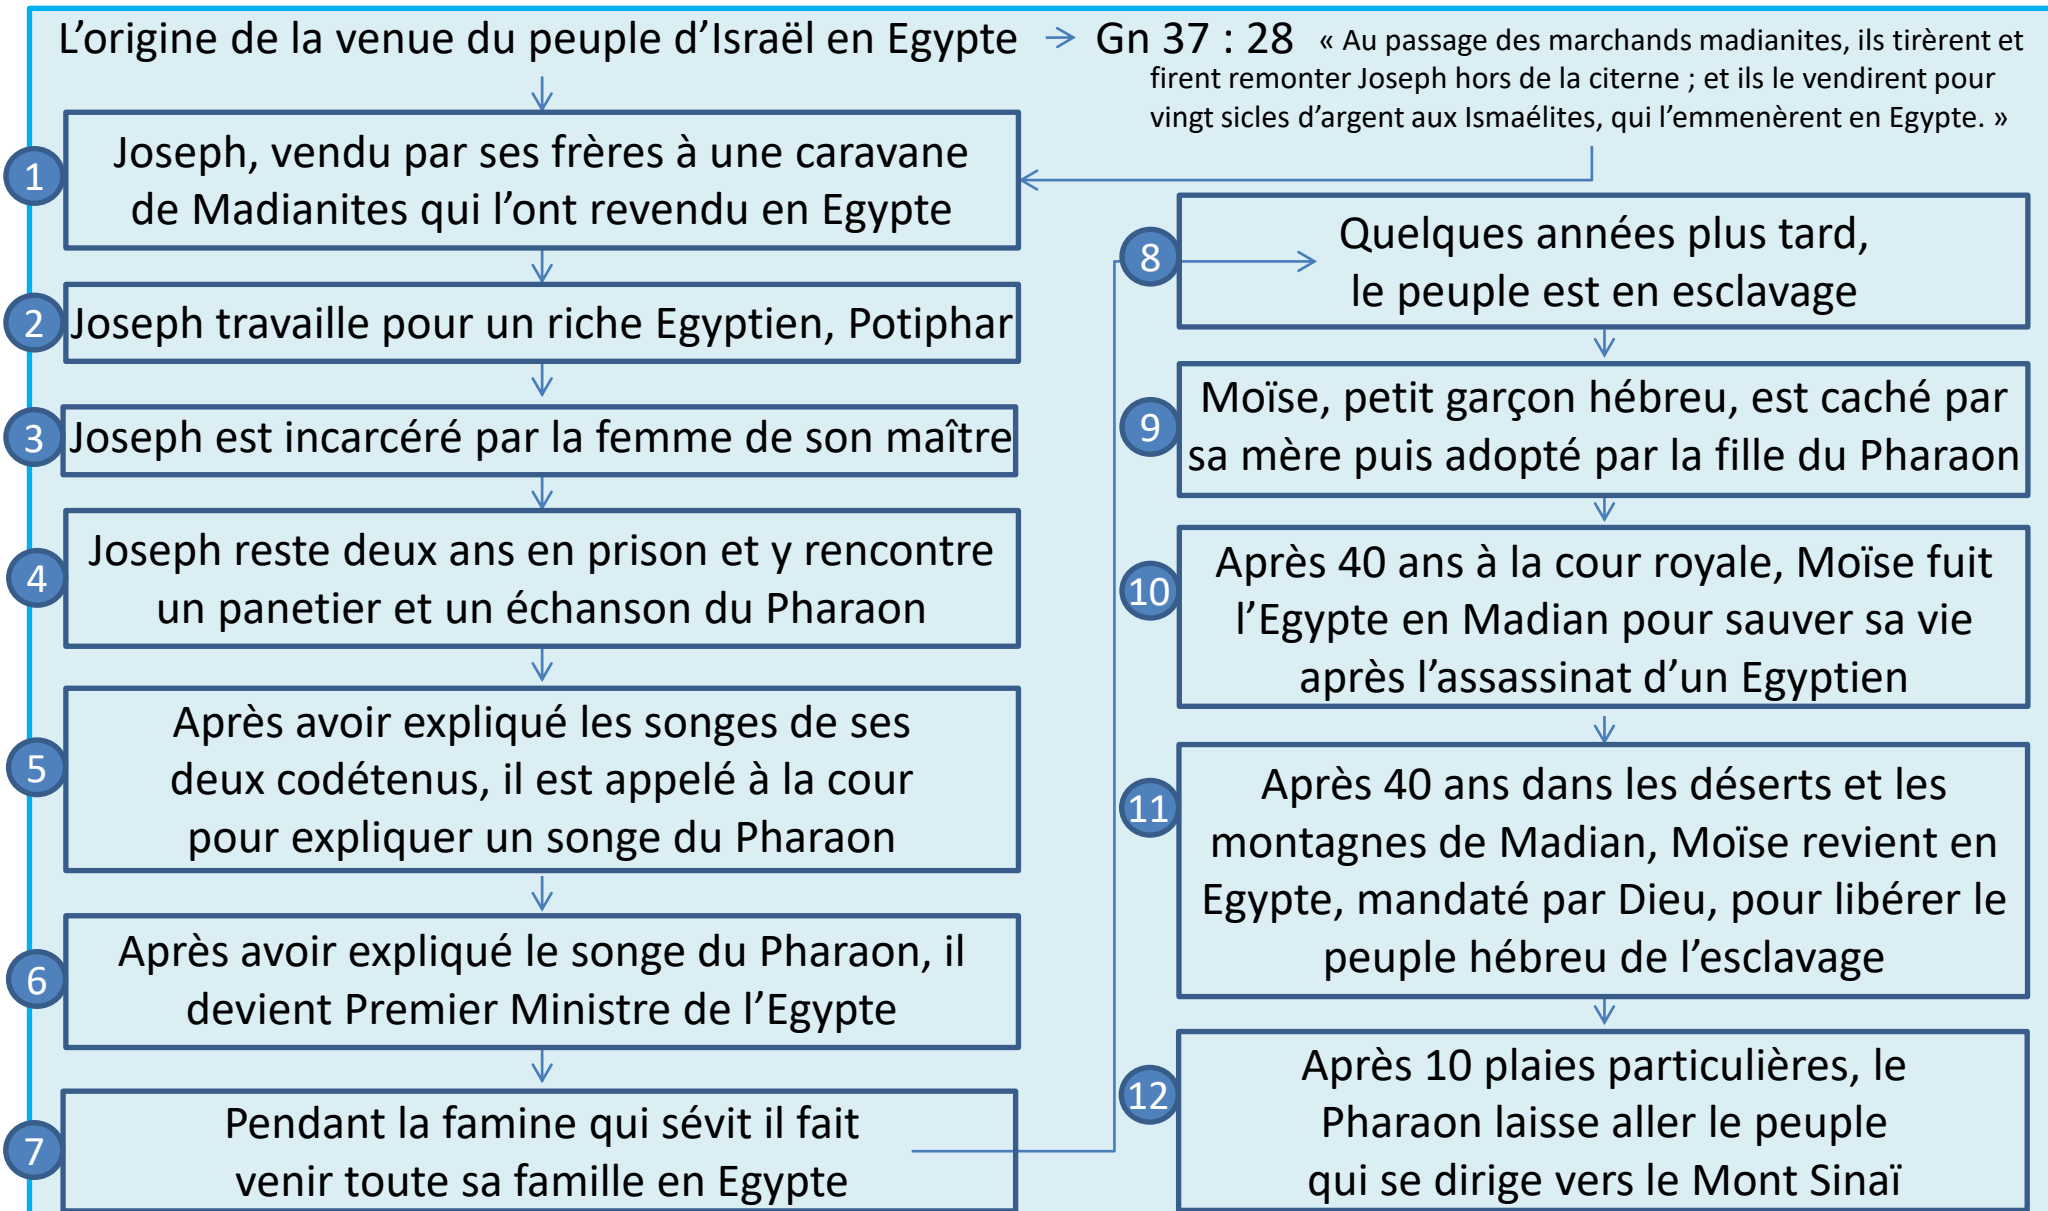 L’origine de la venue du peuple d’Israël en Egypte
Gn 37 : 28 « Au passage des marchands madianites, ils tirèrent et
firent remonter Joseph hors de la citerne ; et ils le vendirent pour
vingt sicles d’argent aux Ismaélites, qui l’emmenèrent en Egypte. »
1
Joseph, vendu par ses frères à une caravane
de Madianites qui l'ont revendu en Egypte
2
Joseph travaille pour un riche Egyptien, Potiphar
3
Joseph est incarcéré par la femme de son maître
4
Joseph reste deux ans en prison et y rencontre
un panetier et un échanson du Pharaon
5
Après avoir expliqué les songes de ses
deux codétenus, il est appelé à la cour
pour expliquer un songe du Pharaon
6
Après avoir expliqué le songe du Pharaon, il
devient Premier Ministre de l’Egypte
7
Pendant la famine qui sévit il fait
venir toute sa famille en Egypte
8
Quelques années plus tard,
le peuple est en esclavage
9
Moïse, petit garçon hébreu, est caché par
sa mère puis adopté par la fille du Pharaon
10
Après 40 ans à la cour royale, Moïse fuit
l’Egypte en Madian pour sauver sa vie
après l’assassinat d’un Egyptien
11
Après 40 ans dans les déserts et les
montagnes de Madian, Moïse revient en
Egypte, mandaté par Dieu, pour libérer le
peuple hébreu de l’esclavage
12
Après 10 plaies particulières, le
Pharaon laisse aller le peuple
qui se dirige vers le Mont Sinaï